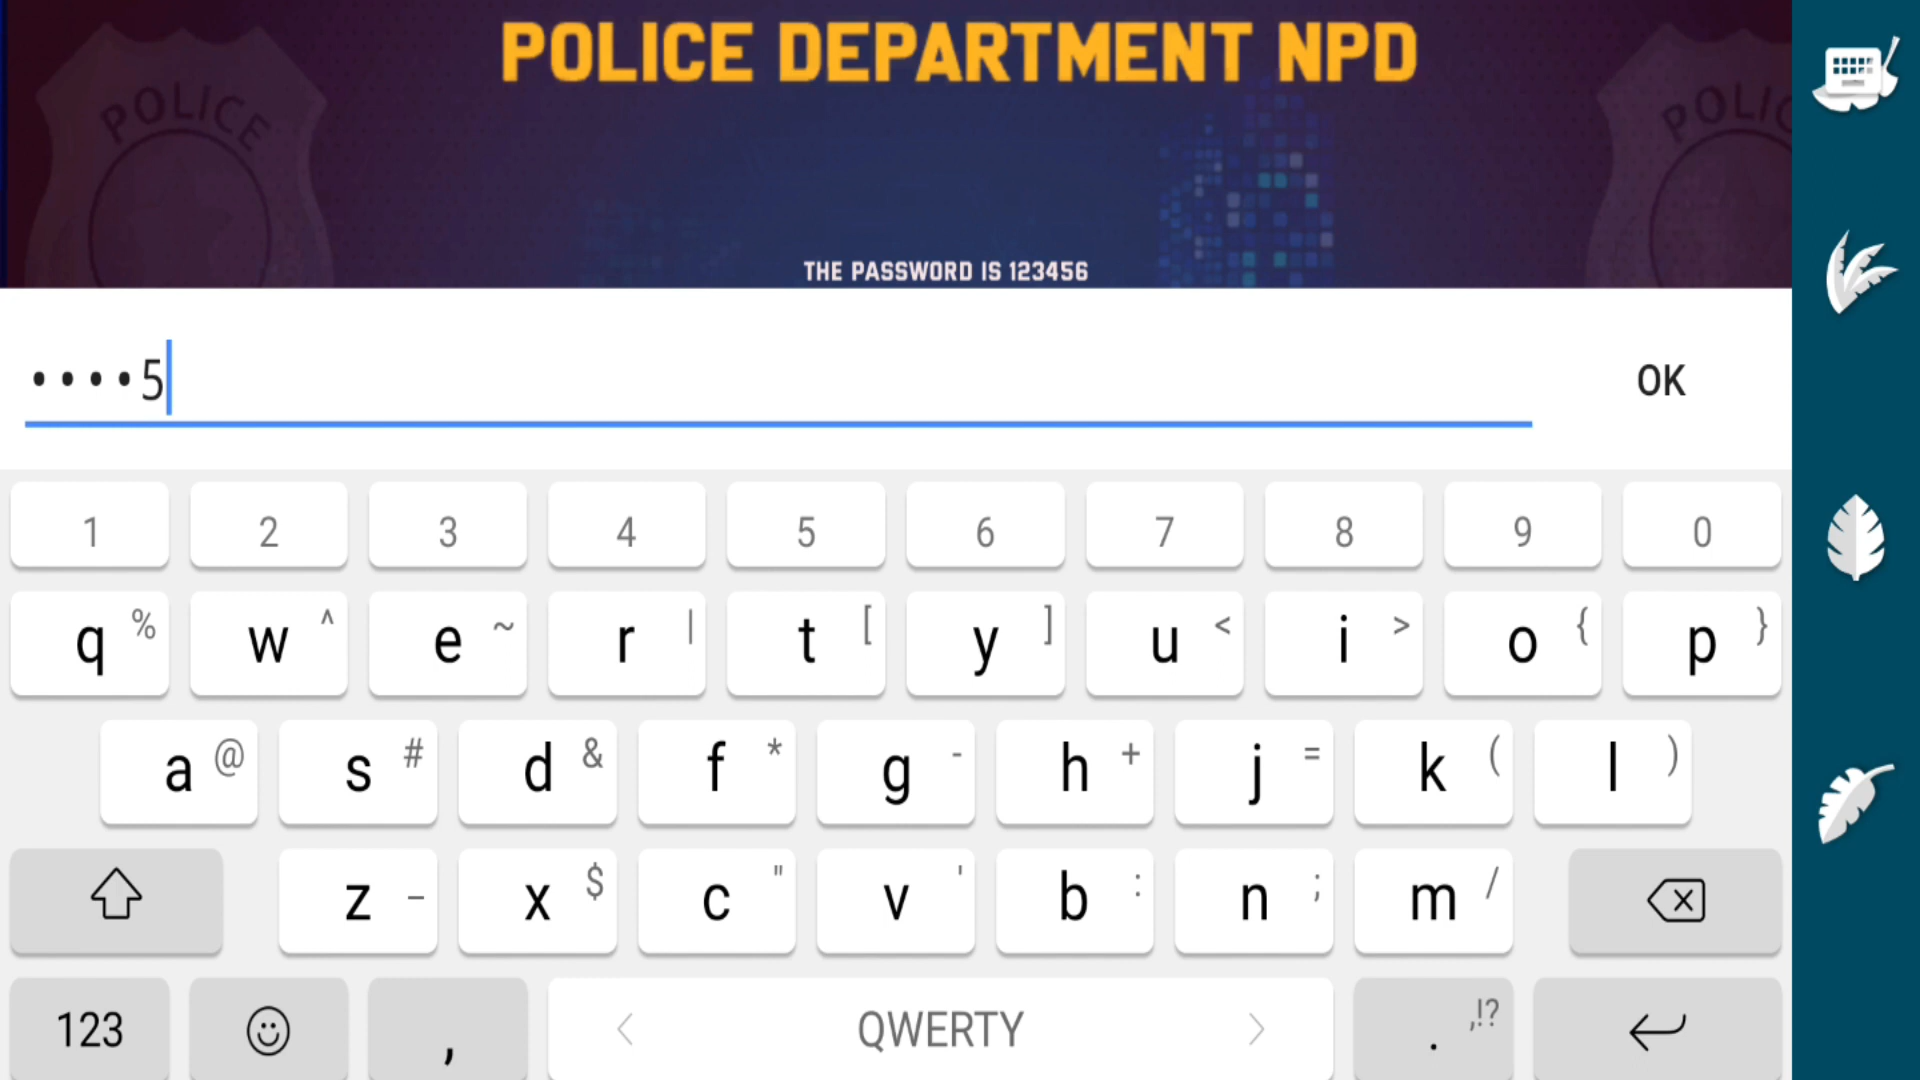 POLICE DEPARTMENT NPD
POLICE
POLIC
THE PASSWORD IS 123456
••••5
OK
1 2 3 4 5 6 7 8 9 0
q % w ^ e ~ r | t [ y ] u < i > o { p }
a @ s # d & f * g - h + j = k ( l )
z _ x $ c " v ' b : n ; m /
123 , < QWERTY > . ,!?